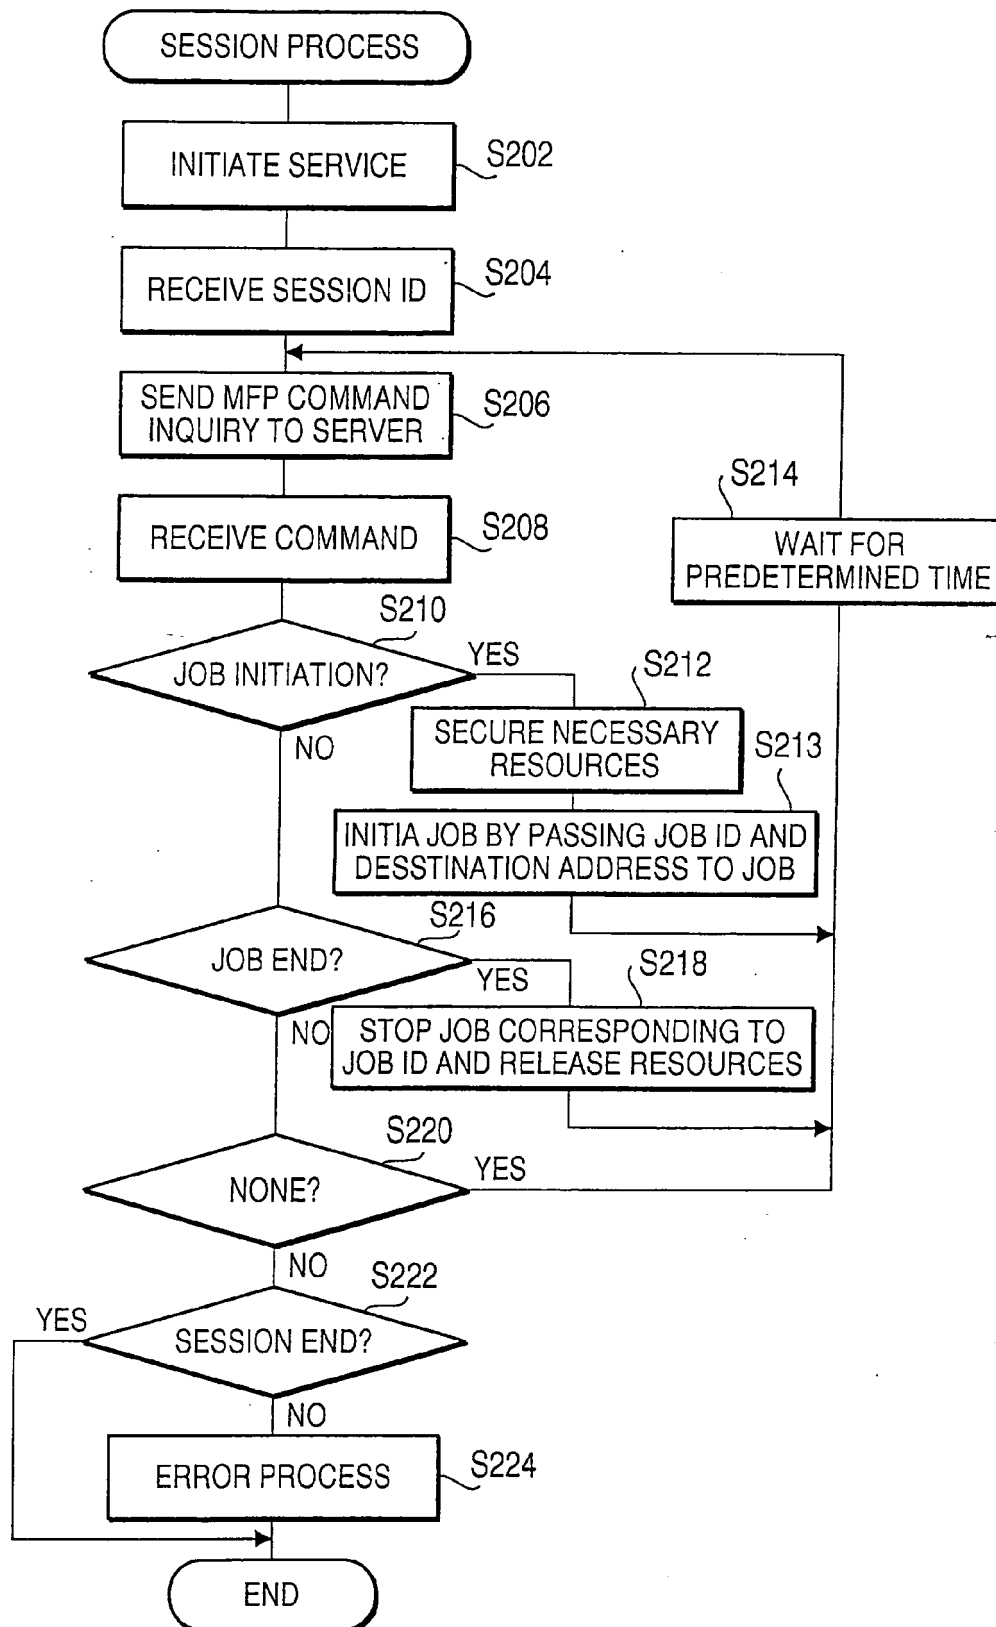 SESSION PROCESS
INITIATE SERVICE
S202
RECEIVE SESSION ID
S204
SEND MFP COMMAND
INQUIRY TO SERVER
S206
RECEIVE COMMAND
S208
S214
WAIT FOR
PREDETERMINED TIME
S210
JOB INITIATION?
YES
NO
S212
SECURE NECESSARY
RESOURCES
S213
INITIA JOB BY PASSING JOB ID AND
DESSTINATION ADDRESS TO JOB
S216
JOB END?
YES
NO
S218
STOP JOB CORRESPONDING TO
JOB ID AND RELEASE RESOURCES
S220
NONE?
YES
NO
S222
SESSION END?
YES
NO
ERROR PROCESS
S224
END